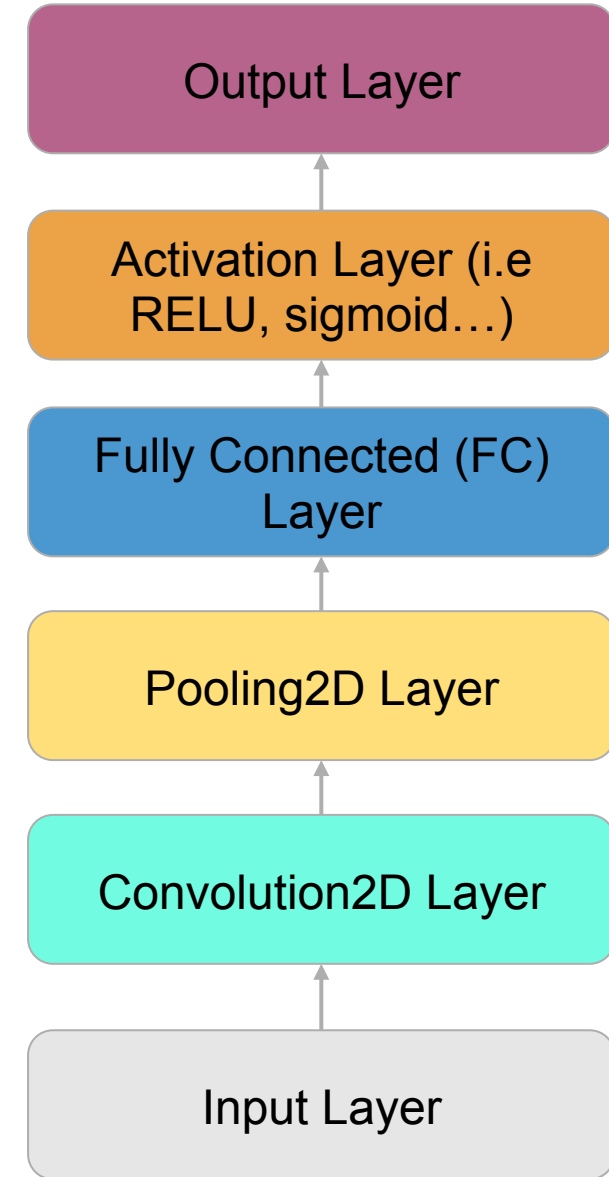 Output Layer
Activation Layer (i.e
RELU, sigmoid…)
Fully Connected (FC)
Layer
Pooling2D Layer
Convolution2D Layer
Input Layer